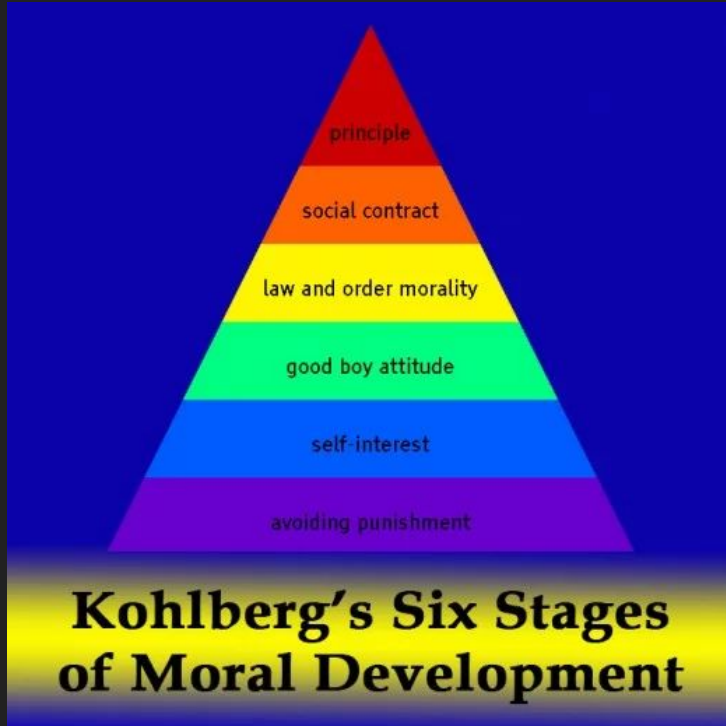 principle
social contract
law and order morality
good boy attitude
self-interest
avoiding punishment
Kohlberg's Six Stages
of Moral Development